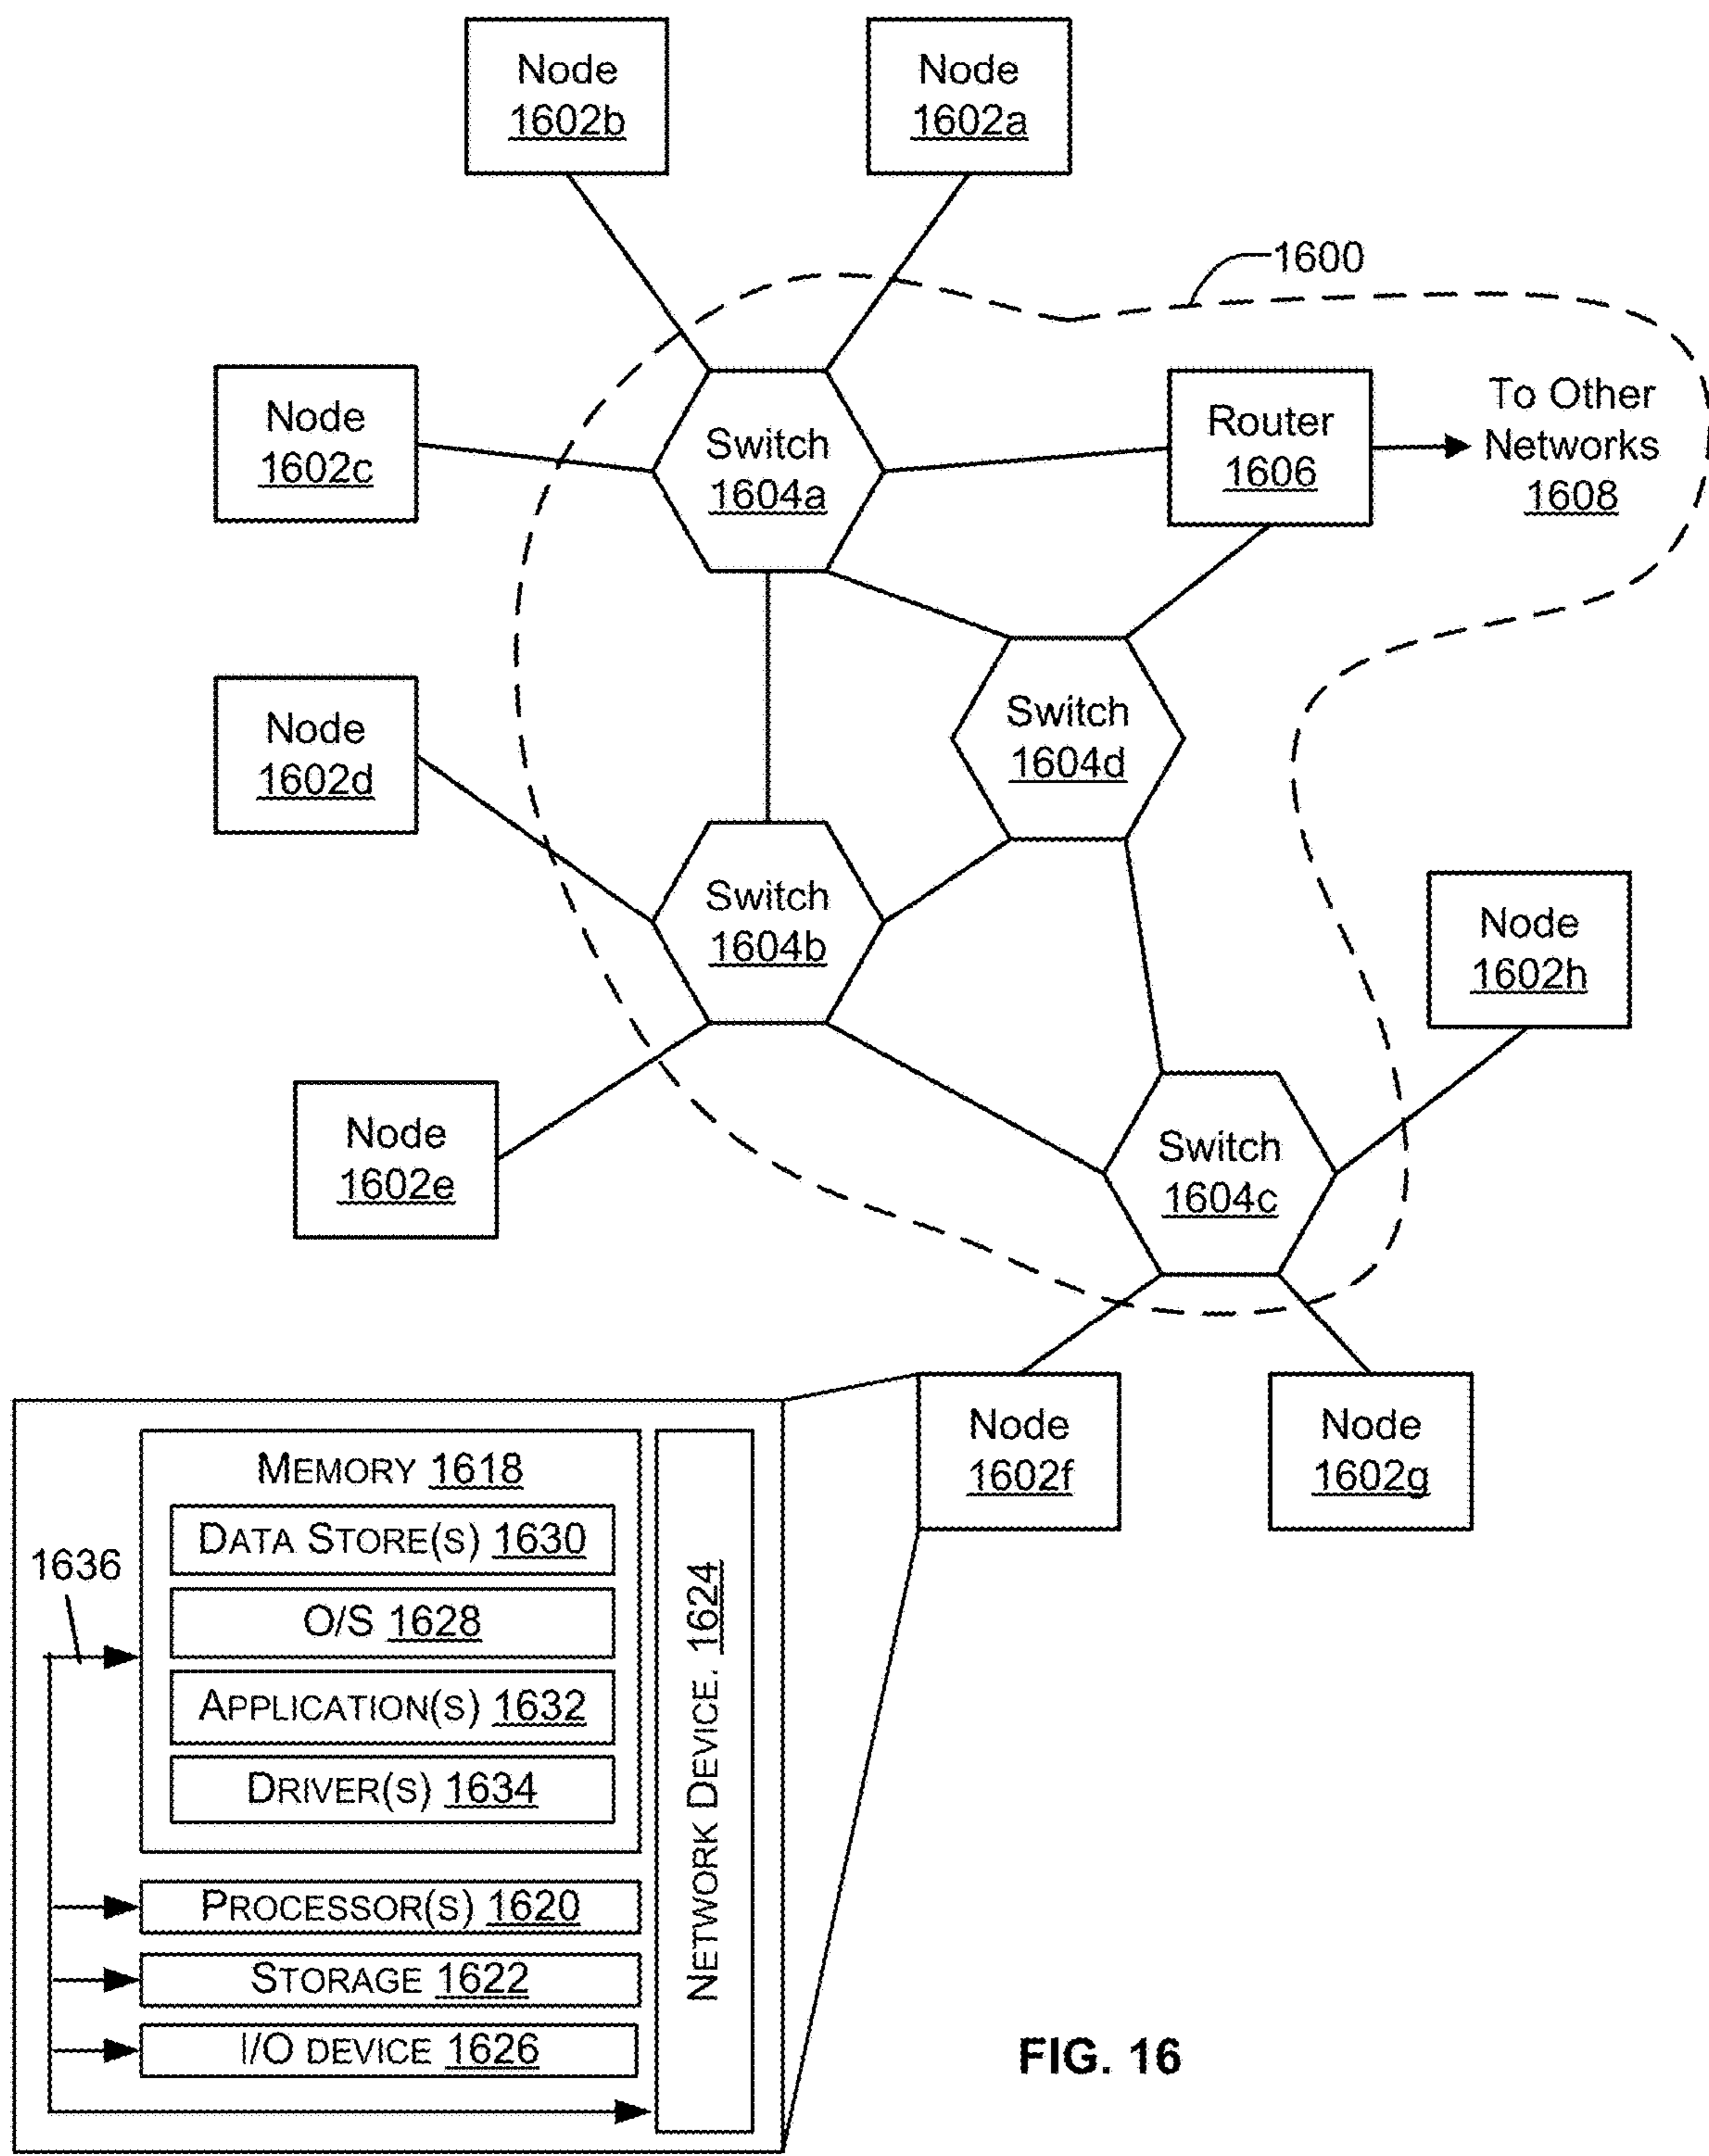 Node
1602b
Node
1602a
1600
Node
1602c
Switch
1604a
Router
1606
To Other
Networks
1608
Node
1602d
Switch
1604d
Switch
1604b
Node
1602h
Node
1602e
Switch
1604c
Node
1602f
Node
1602g
MEMORY 1618
DATA STORE(S) 1630
1636
O/S 1628
APPLICATION(S) 1632
DRIVER(S) 1634
PROCESSOR(S) 1620
STORAGE 1622
I/O DEVICE 1626
NETWORK DEVICE. 1624
FIG. 16